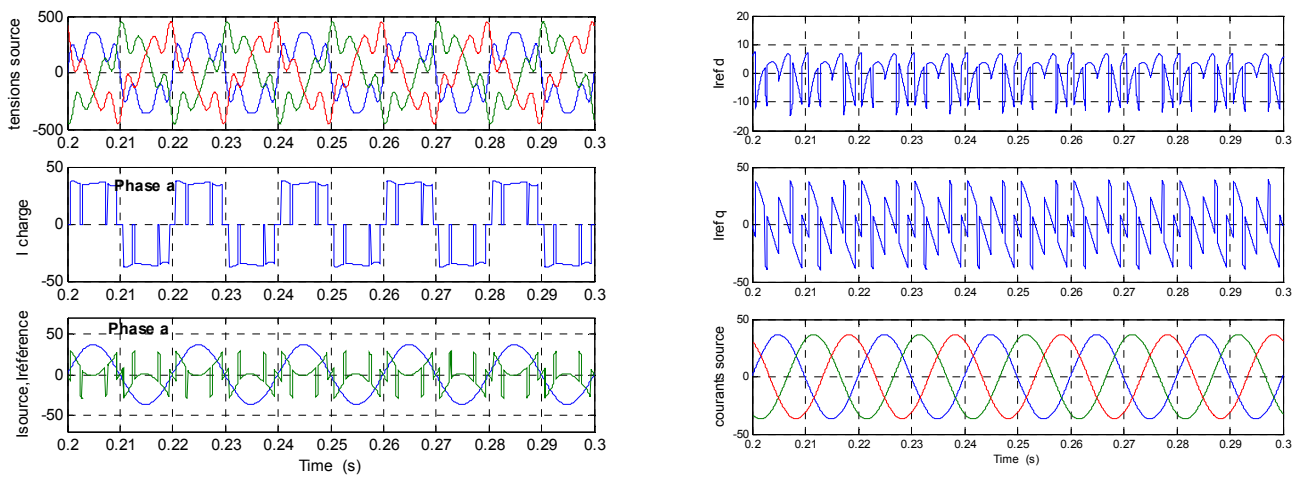 tensions source
500
0
-500
0.2 0.21 0.22 0.23 0.24 0.25 0.26 0.27 0.28 0.29 0.3
I charge
Phase a
50
0
-50
0.2 0.21 0.22 0.23 0.24 0.25 0.26 0.27 0.28 0.29 0.3
Isource,Iréférence
Phase a
50
0
-50
0.2 0.21 0.22 0.23 0.24 0.25 0.26 0.27 0.28 0.29 0.3
Time (s)
Iref d
20
10
0
-10
-20
0.2 0.21 0.22 0.23 0.24 0.25 0.26 0.27 0.28 0.29 0.3
Iref q
50
0
-50
0.2 0.21 0.22 0.23 0.24 0.25 0.26 0.27 0.28 0.29 0.3
courants source
50
0
-50
0.2 0.21 0.22 0.23 0.24 0.25 0.26 0.27 0.28 0.29 0.3
Time (s)